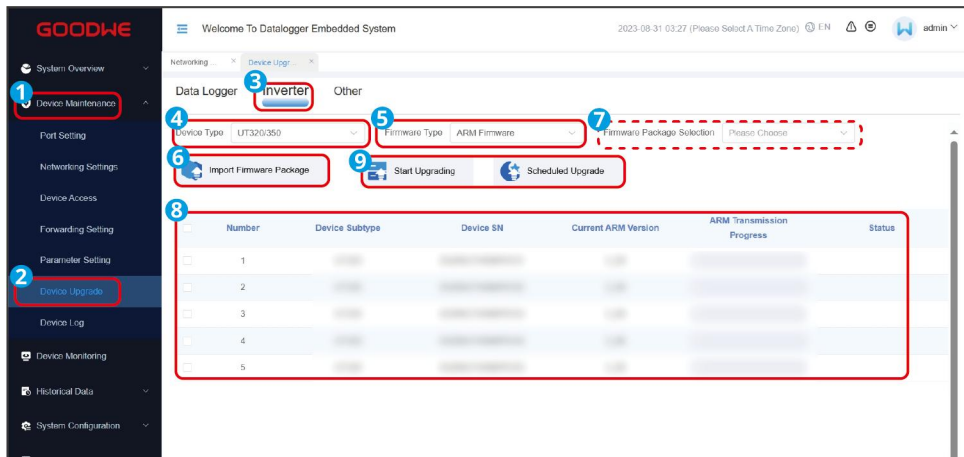 GOODWE
Welcome To Datalogger Embedded System
2023-08-31 03:27 (Please Select A Time Zone) EN admin
System Overview
Networking ... × Device Upgr... ×
1
Device Maintenance
3
Data Logger Inverter Other
4
Device Type UT320/350
5
Firmware Type ARM Firmware
7
Firmware Package Selection Please Choose
Port Setting
6
Import Firmware Package
9
Start Upgrading Scheduled Upgrade
Networking Settings
Device Access
8
Number Device Subtype Device SN Current ARM Version ARM Transmission Progress Status
Forwarding Setting
Parameter Setting
1
2
Device Upgrade
2
3
Device Log
4
Device Monitoring
5
Historical Data
System Configuration